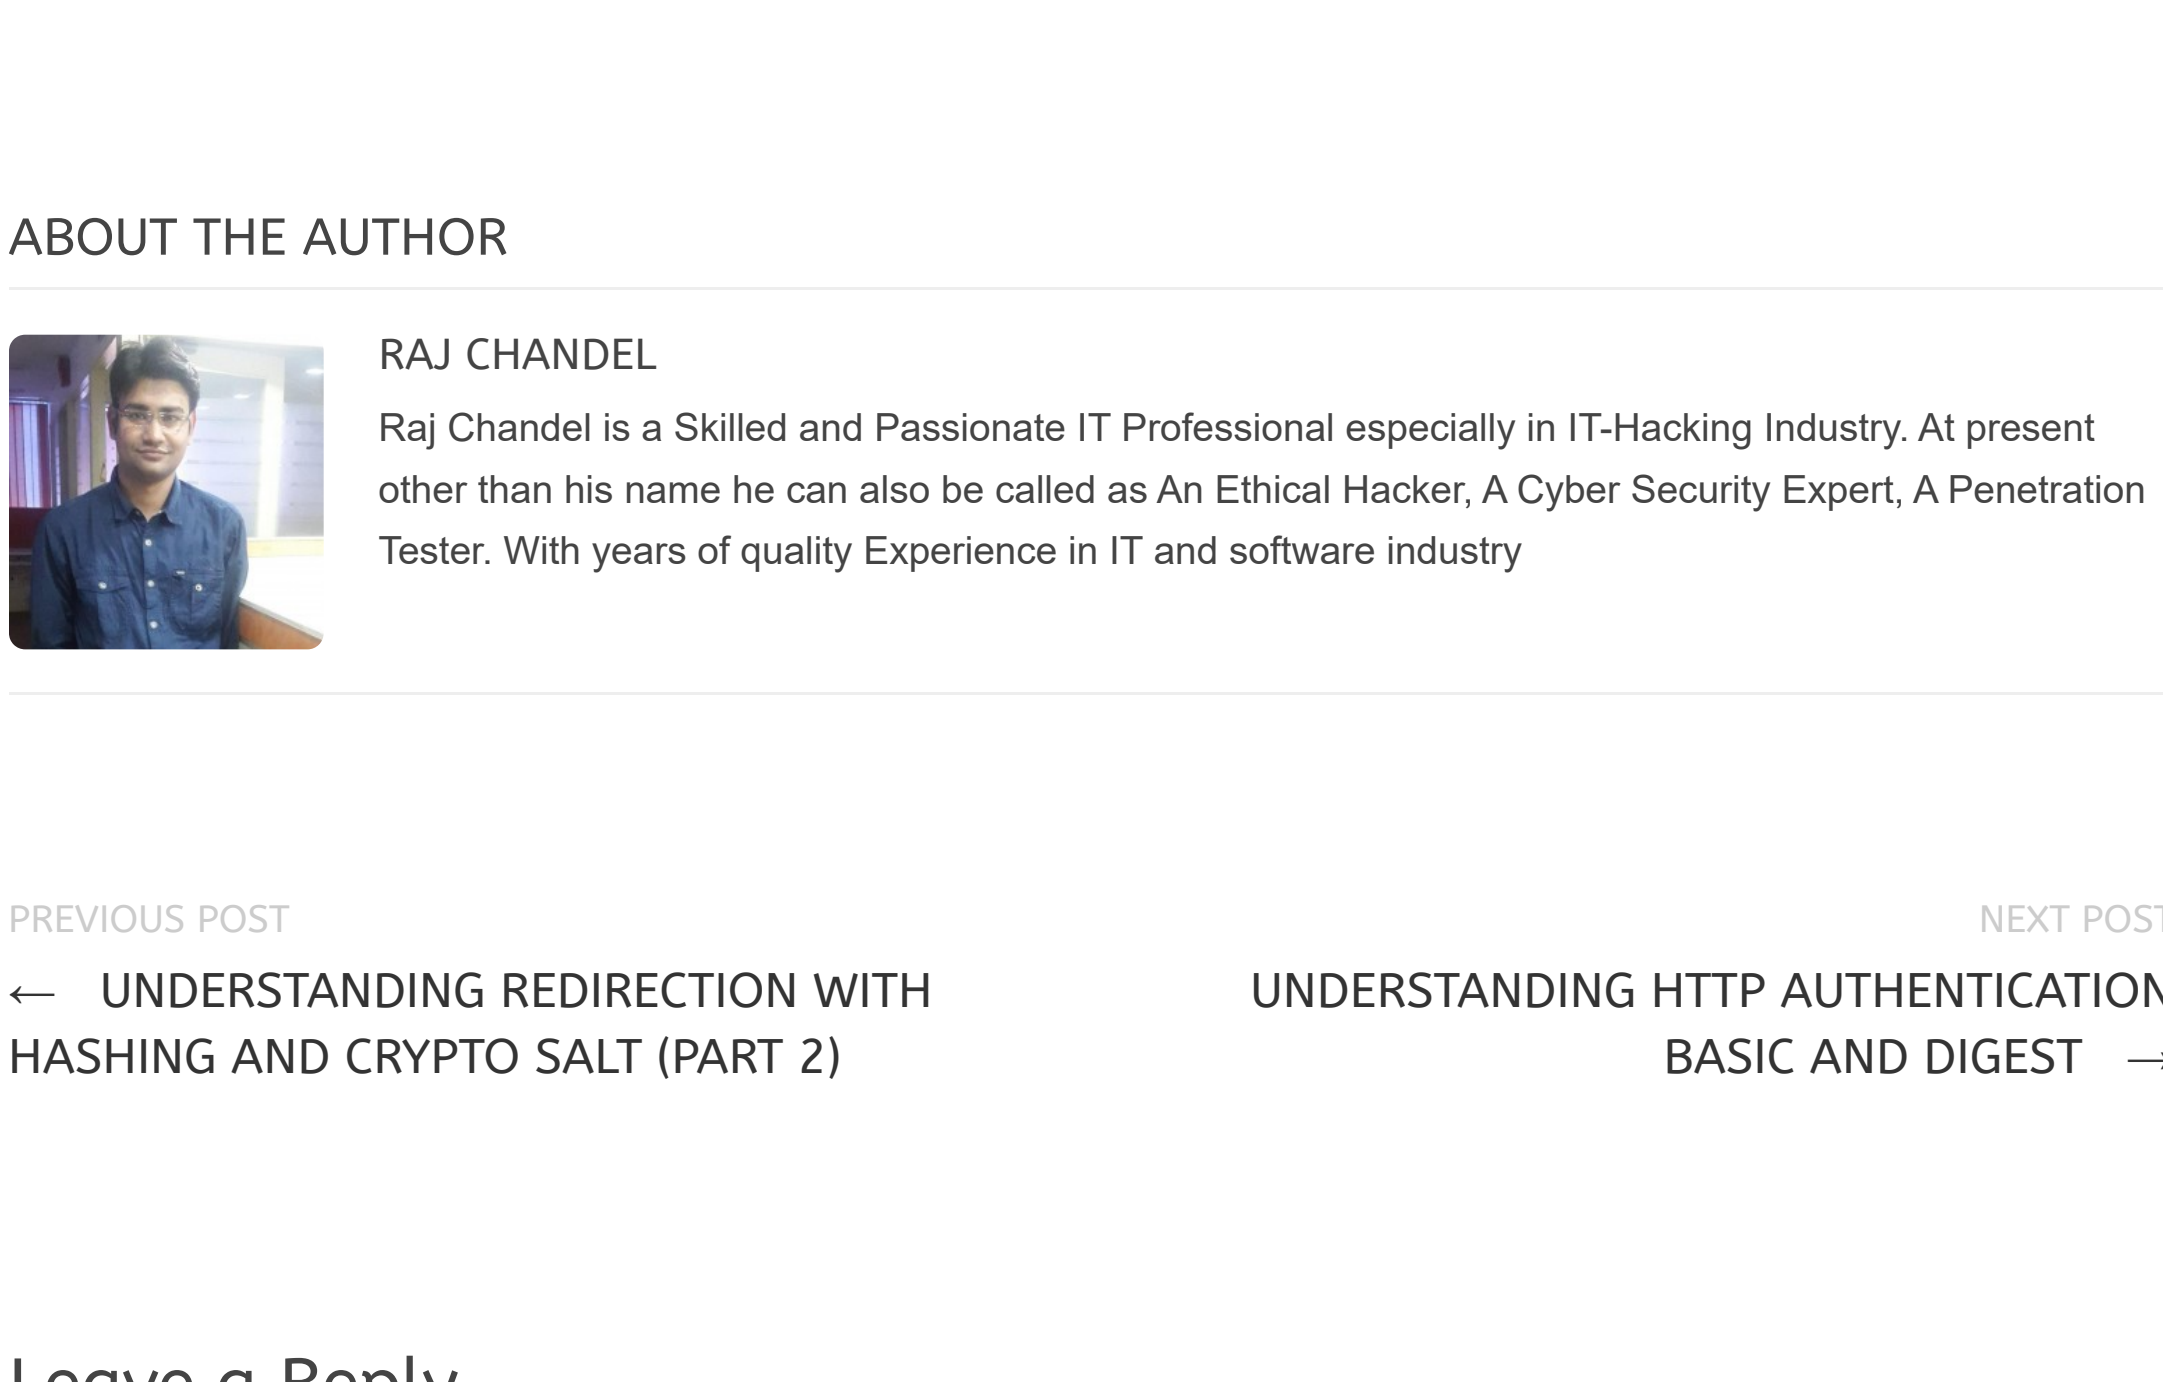 ABOUT THE AUTHOR
RAJ CHANDEL
Raj Chandel is a Skilled and Passionate IT Professional especially in IT-Hacking Industry. At present
other than his name he can also be called as An Ethical Hacker, A Cyber Security Expert, A Penetration
Tester. With years of quality Experience in IT and software industry
PREVIOUS POST
← UNDERSTANDING REDIRECTION WITH
HASHING AND CRYPTO SALT (PART 2)
NEXT POST
UNDERSTANDING HTTP AUTHENTICATION
BASIC AND DIGEST →
Leave a Reply